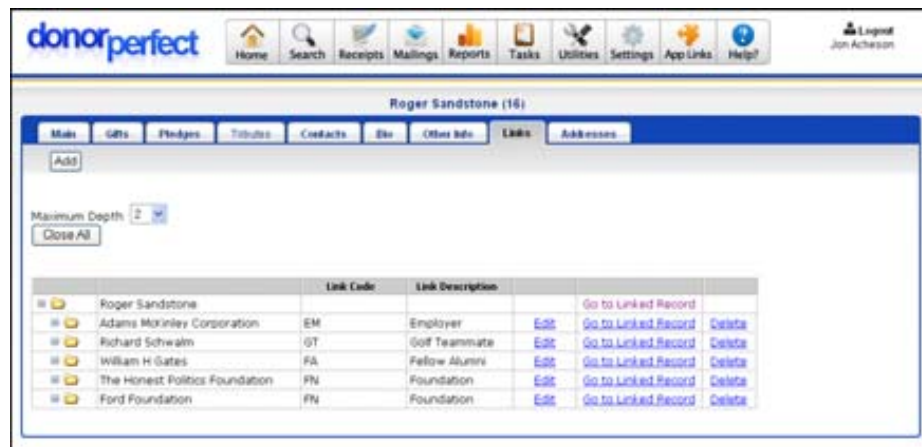 donorperfect
Home Search Receipts Mailings Reports Tasks Utilities Settings App Links Help?
Logout
Jon Acheson
Roger Sandstone (16)
Main Gifts Pledges Tributes Contacts Bio Other Info Links Addresses
Add
Maximum Depth 2
Close All
Link Code Link Description
Roger Sandstone Go to Linked Record
Adams McKinley Corporation EM Employer Edit Go to Linked Record Delete
Richard Schwalm GT Golf Teammate Edit Go to Linked Record Delete
William H Gates FA Fellow Alumni Edit Go to Linked Record Delete
The Honest Politics Foundation FN Foundation Edit Go to Linked Record Delete
Ford Foundation FN Foundation Edit Go to Linked Record Delete